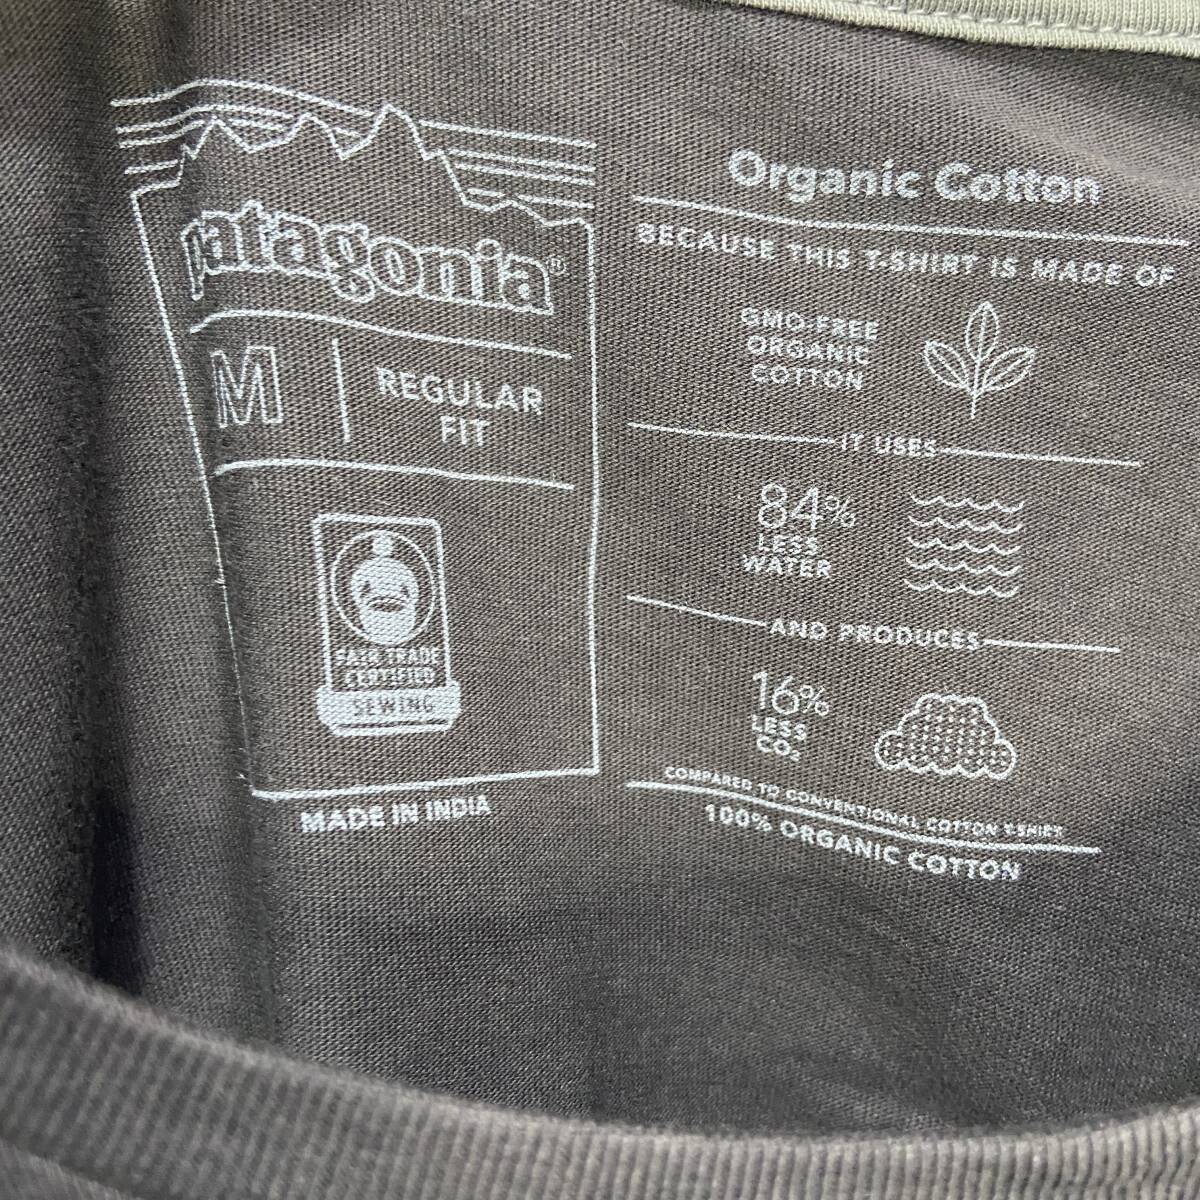 patagonia®
M
REGULAR
FIT
FAIR TRADE
CERTIFIED
SEWING
MADE IN INDIA
Organic Cotton
BECAUSE THIS T-SHIRT IS MADE OF
GMO-FREE
ORGANIC
COTTON
IT USES
84%
LESS
WATER
AND PRODUCES
16%
LESS
CO₂
COMPARED TO CONVENTIONAL COTTON T-SHIRT
100% ORGANIC COTTON